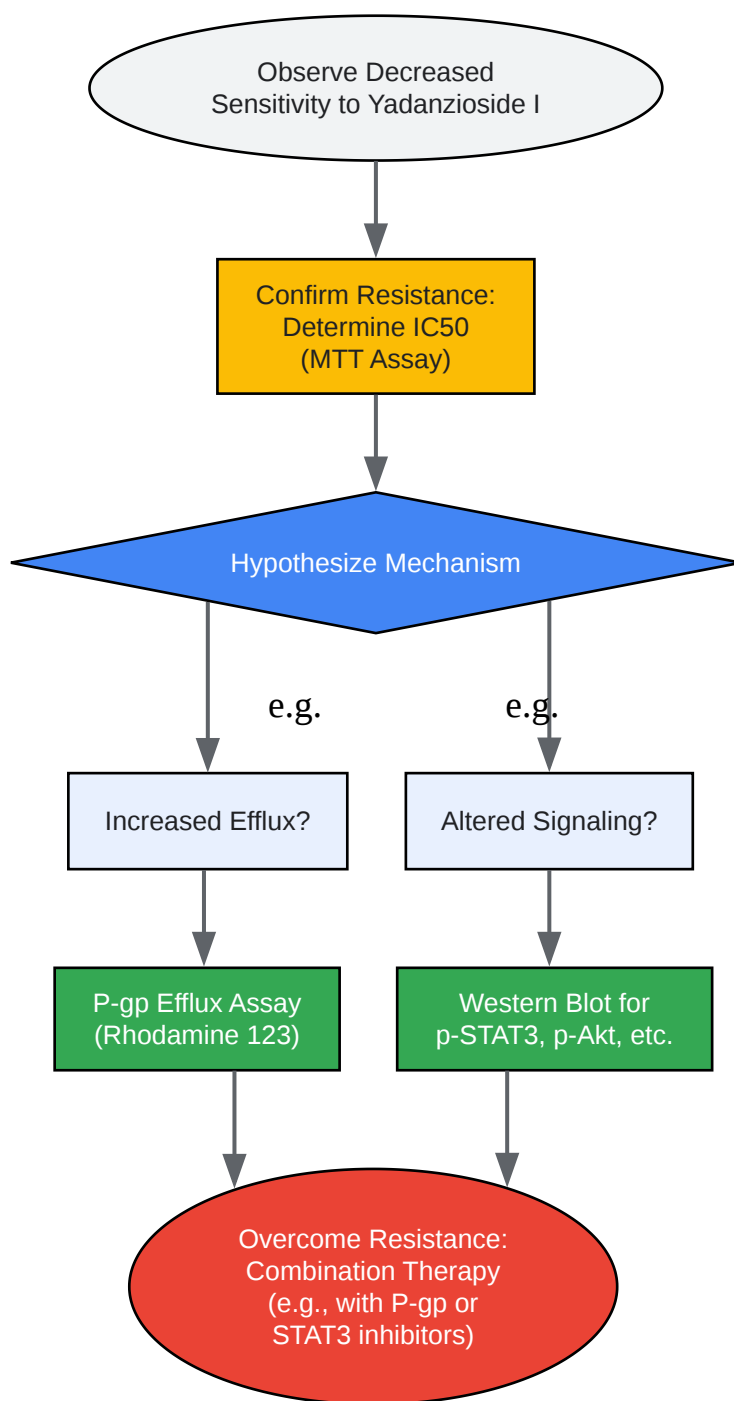 Observe Decreased
Sensitivity to Yadanzioside I
Confirm Resistance:
Determine IC50
(MTT Assay)
Hypothesize Mechanism
e.g.
e.g.
Increased Efflux?
Altered Signaling?
P-gp Efflux Assay
(Rhodamine 123)
Western Blot for
p-STAT3, p-Akt, etc.
Overcome Resistance:
Combination Therapy
(e.g., with P-gp or
STAT3 inhibitors)